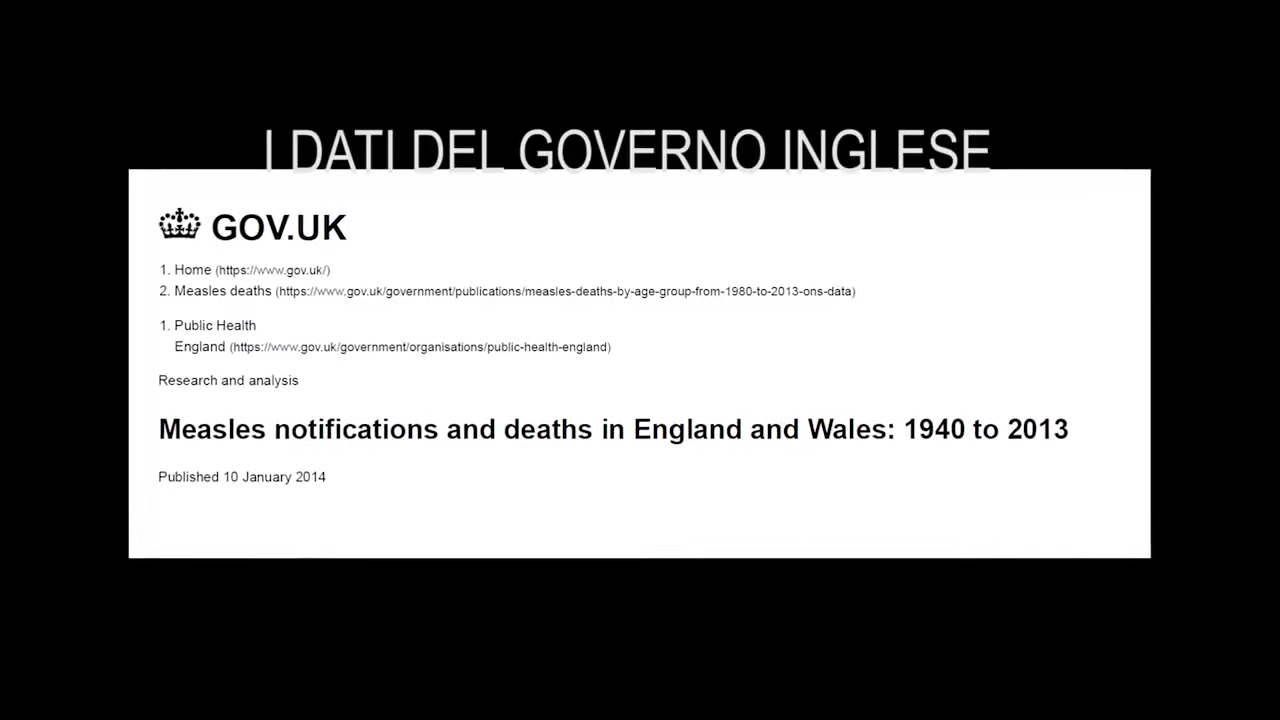 I DATI DEL GOVERNO INGLESE
GOV.UK
1. Home (https://www.gov.uk/)
2. Measles deaths (https://www.gov.uk/government/publications/measles-deaths-by-age-group-from-1980-to-2013-ons-data)
1. Public Health
England (https://www.gov.uk/government/organisations/public-health-england)
Research and analysis
Measles notifications and deaths in England and Wales: 1940 to 2013
Published 10 January 2014